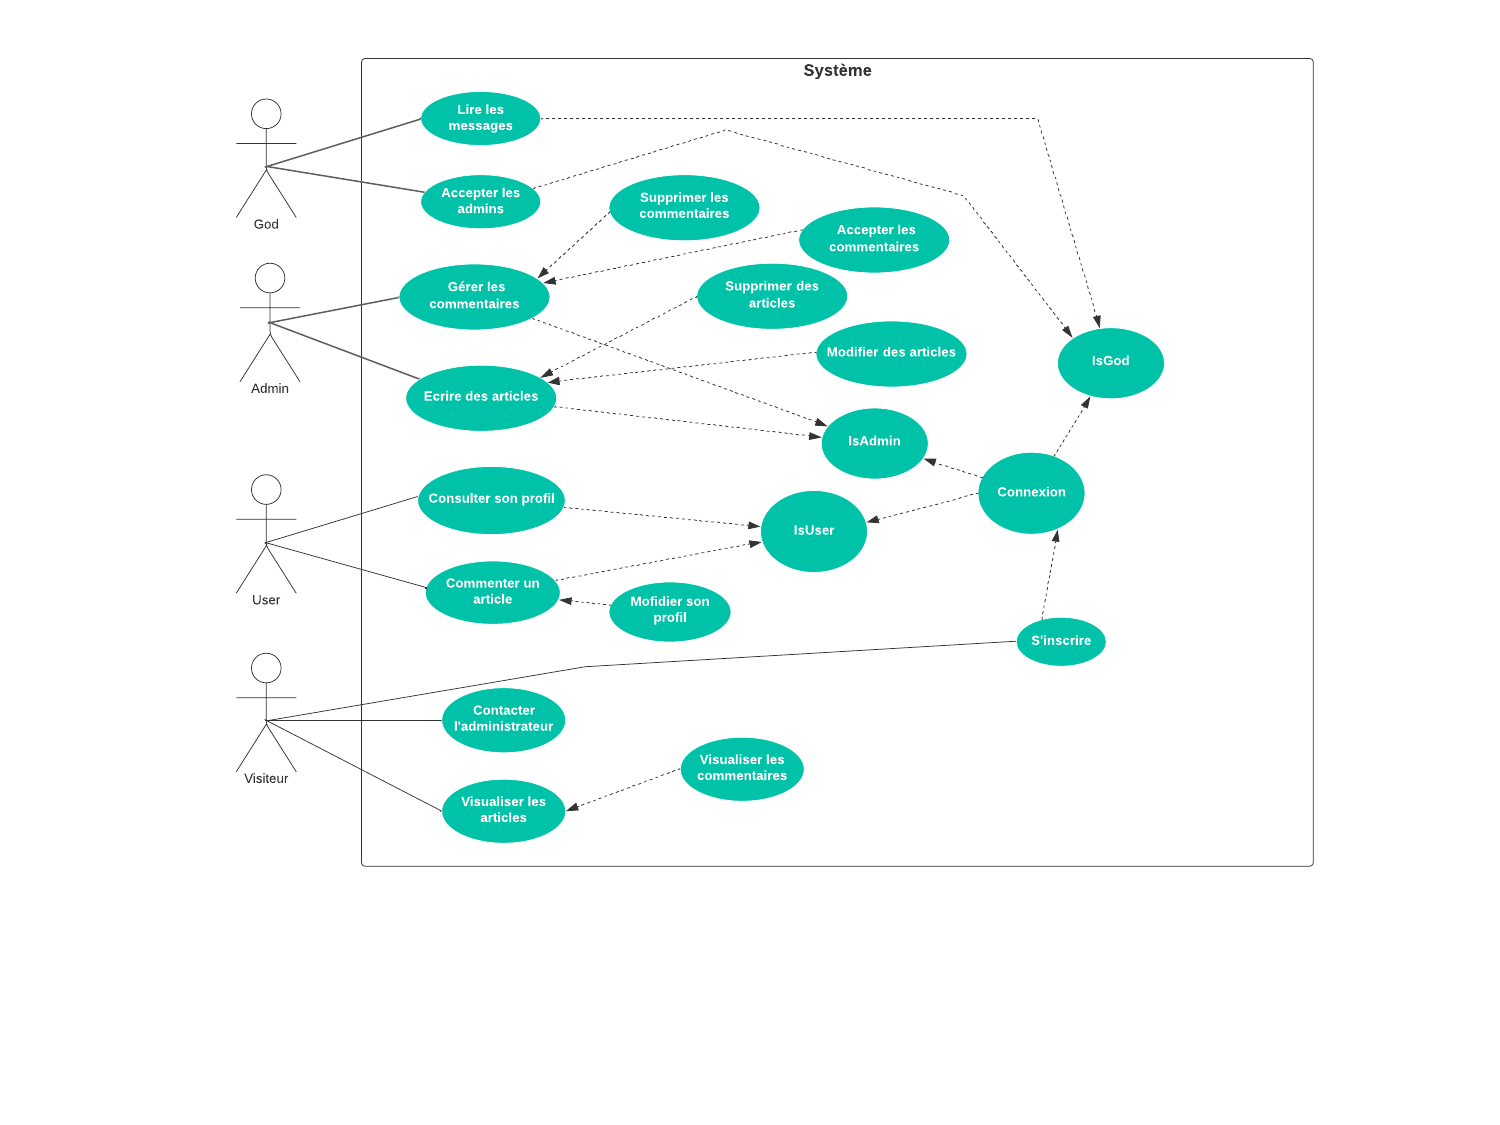 Système
Lire les
messages
Accepter les
admins
God
Supprimer les
commentaires
Accepter les
commentaires
Gérer les
commentaires
Supprimer des
articles
Modifier des articles
IsGod
Admin
Ecrire des articles
IsAdmin
Connexion
Consulter son profil
IsUser
Commenter un
article
User
Mofidier son
profil
S'inscrire
Contacter
l'administrateur
Visiteur
Visualiser les
commentaires
Visualiser les
articles